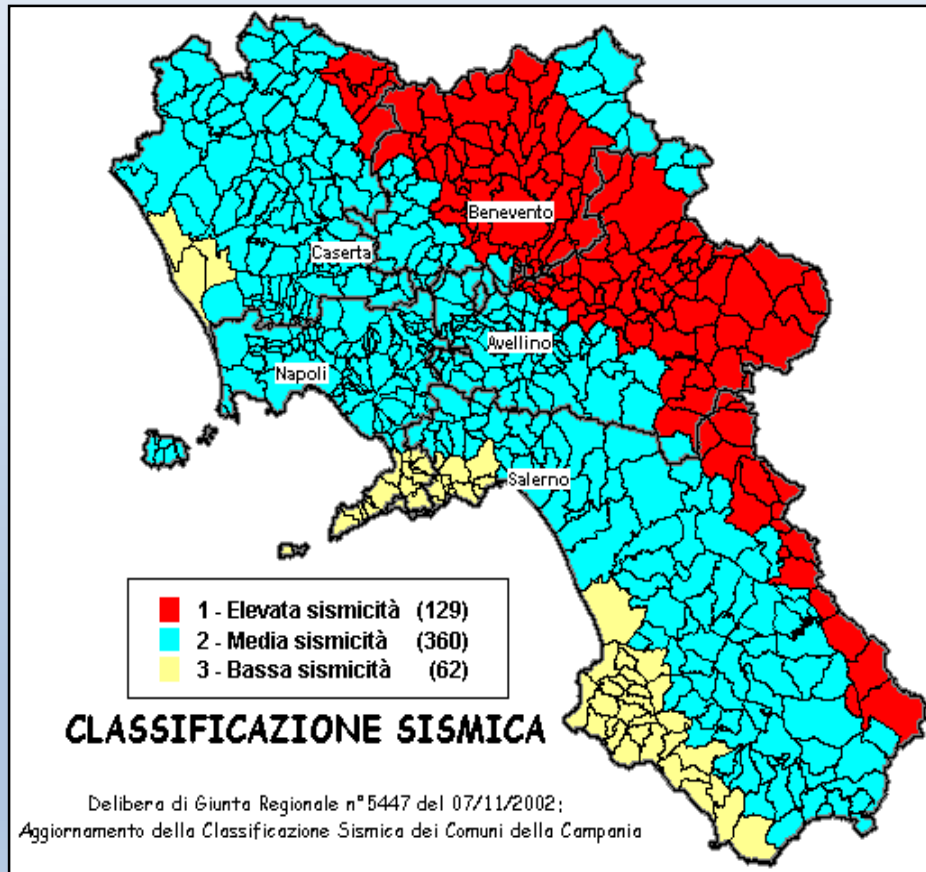 Benevento
Caserta
Avellino
Napoli
Salerno
1 - Elevata sismicità (129)
2 - Media sismicità (360)
3 - Bassa sismicità (62)
CLASSIFICAZIONE SISMICA
Delibera di Giunta Regionale n°5447 del 07/11/2002;
Aggiornamento della Classificazione Sismica dei Comuni della Campania